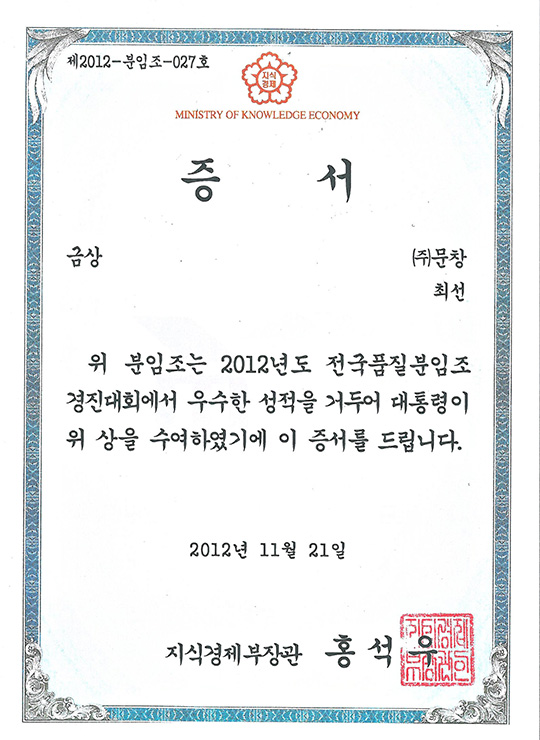 제2012-분임조-027호
지식
경제
MINISTRY OF KNOWLEDGE ECONOMY
증 서
금상
㈜문창
최선
위 분임조는 2012년도 전국품질분임조
경진대회에서 우수한 성적을 거두어 대통령이
위 상을 수여하였기에 이 증서를 드립니다.
2012년 11월 21일
지식경제부장관 홍석우